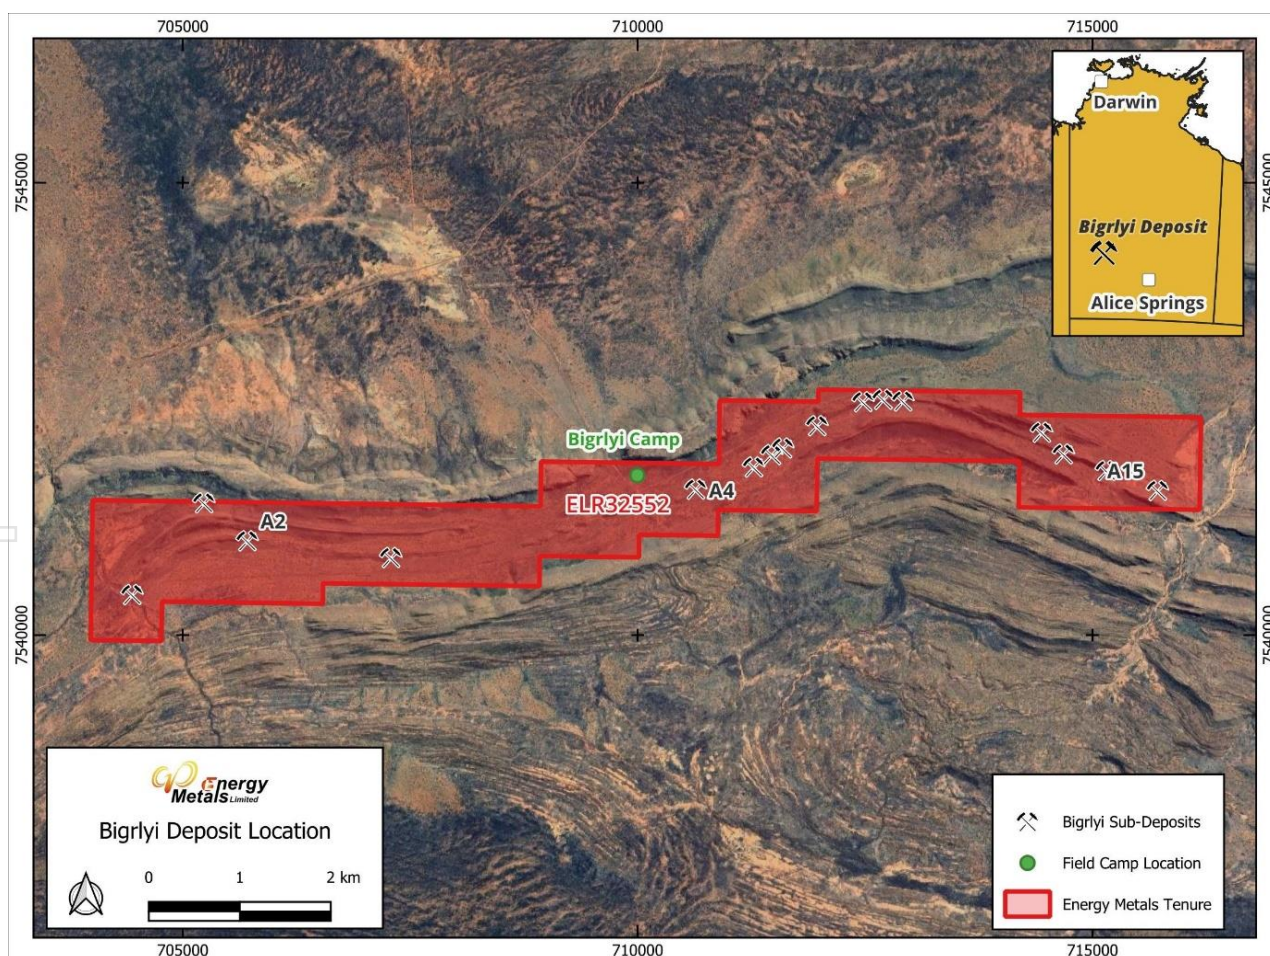 705000
710000
715000
7545000
7545000
Darwin
Bigrlyi Deposit
Alice Springs
Bigrlyi Camp
ELR32552
A2
A4
A15
7540000
7540000
Energy
Metals Limited
Bigrlyi Deposit Location
0 1 2 km
Bigrlyi Sub-Deposits
Field Camp Location
Energy Metals Tenure
705000
710000
715000